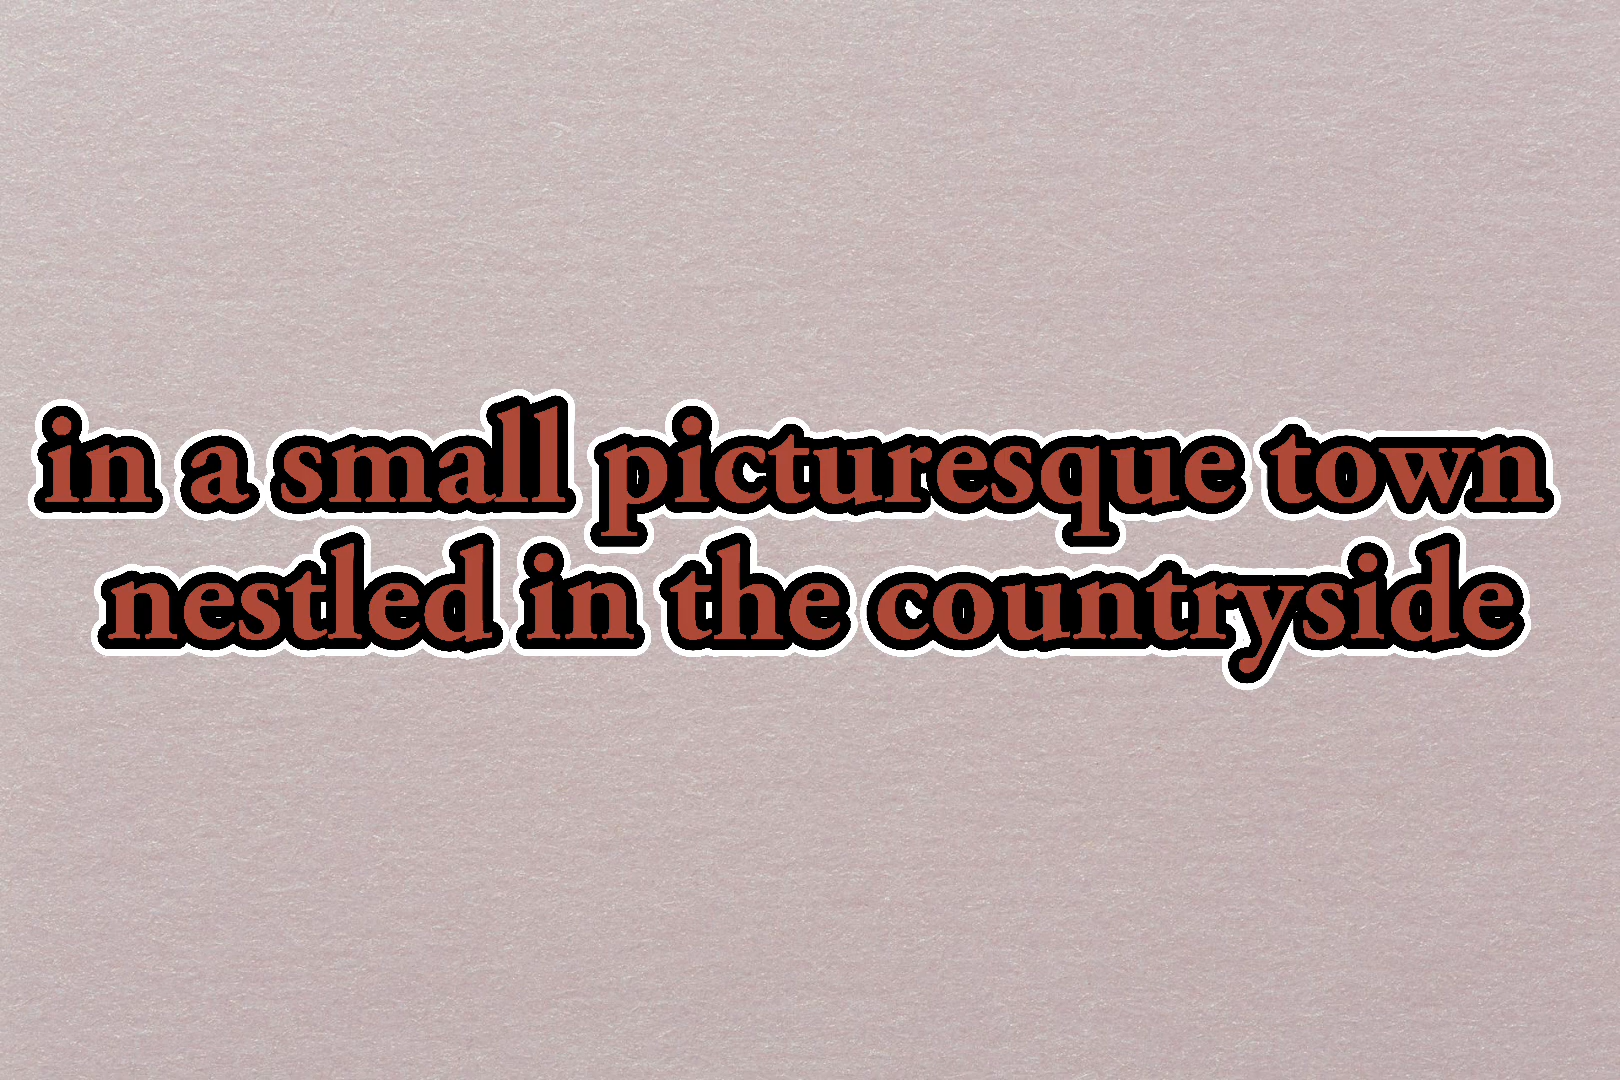 in a small picturesque town
nestled in the countryside